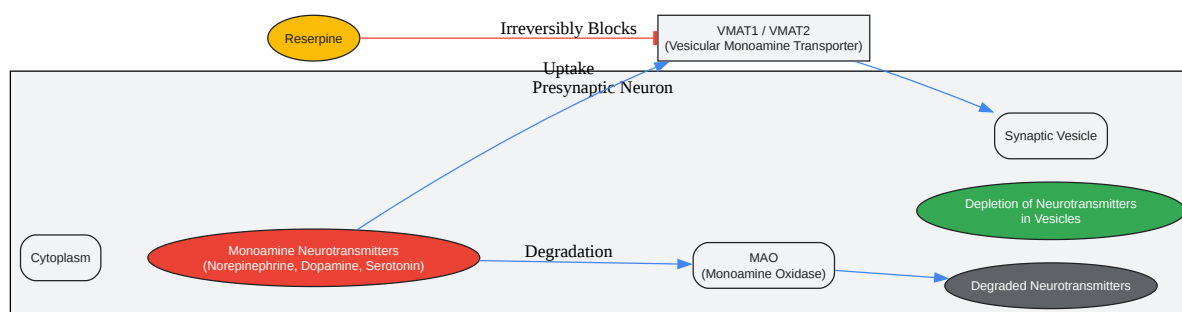 Reserpine
Irreversibly Blocks
VMAT1 / VMAT2
(Vesicular Monoamine Transporter)
Uptake
Presynaptic Neuron
Synaptic Vesicle
Depletion of Neurotransmitters
in Vesicles
Cytoplasm
Monoamine Neurotransmitters
(Norepinephrine, Dopamine, Serotonin)
Degradation
MAO
(Monoamine Oxidase)
Degraded Neurotransmitters